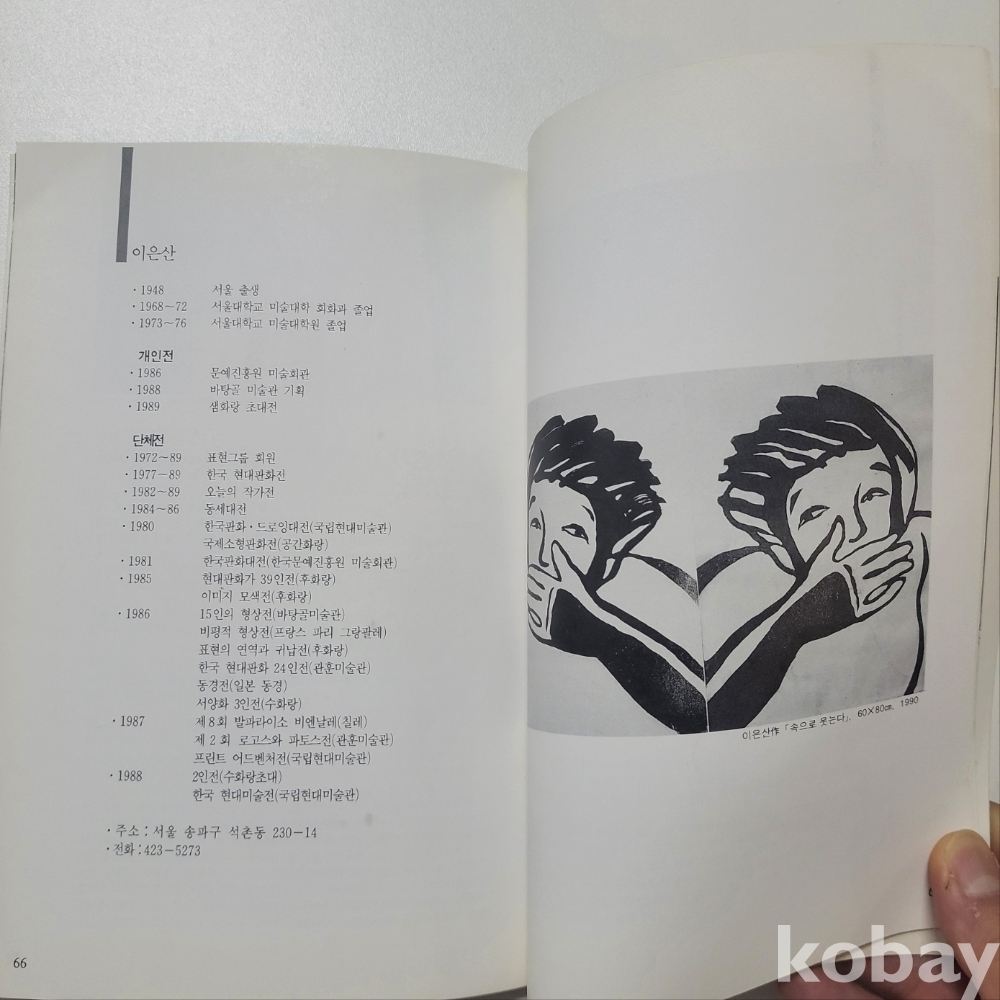 이은산
· 1948 서울 출생
· 1968~72 서울대학교 미술대학 회화과 졸업
· 1973~76 서울대학교 미술대학원 졸업
개인전
· 1986 문예진흥원 미술회관
· 1988 바탕골 미술관 기획
· 1989 샘화랑 초대전
단체전
· 1972~89 표현그룹 회원
· 1977~89 한국 현대판화전
· 1982~89 오늘의 작가전
· 1984~86 동세대전
· 1980 한국판화·드로잉대전(국립현대미술관)
국제소형판화전(공간화랑)
· 1981 한국판화대전(한국문예진흥원 미술회관)
· 1985 현대판화가 39인전(후화랑)
이미지 모색전(후화랑)
· 1986 15인의 형상전(바탕골미술관)
비평적 형상전(프랑스 파리 그랑팔레)
표현의 연역과 귀납전(후화랑)
한국 현대판화 24인전(관훈미술관)
동경전(일본 동경)
서양화 3인전(수화랑)
· 1987 제 8 회 발파라이소 비엔날레(칠레)
제 2 회 로고스와 파토스전(관훈미술관)
프린트 어드벤처전(국립현대미술관)
· 1988 2인전(수화랑초대)
한국 현대미술전(국립현대미술관)
· 주소 : 서울 송파구 석촌동 230-14
· 전화 : 423-5273
66
이은산作「속으로 웃는다」. 60×80㎝, 1990
kobay